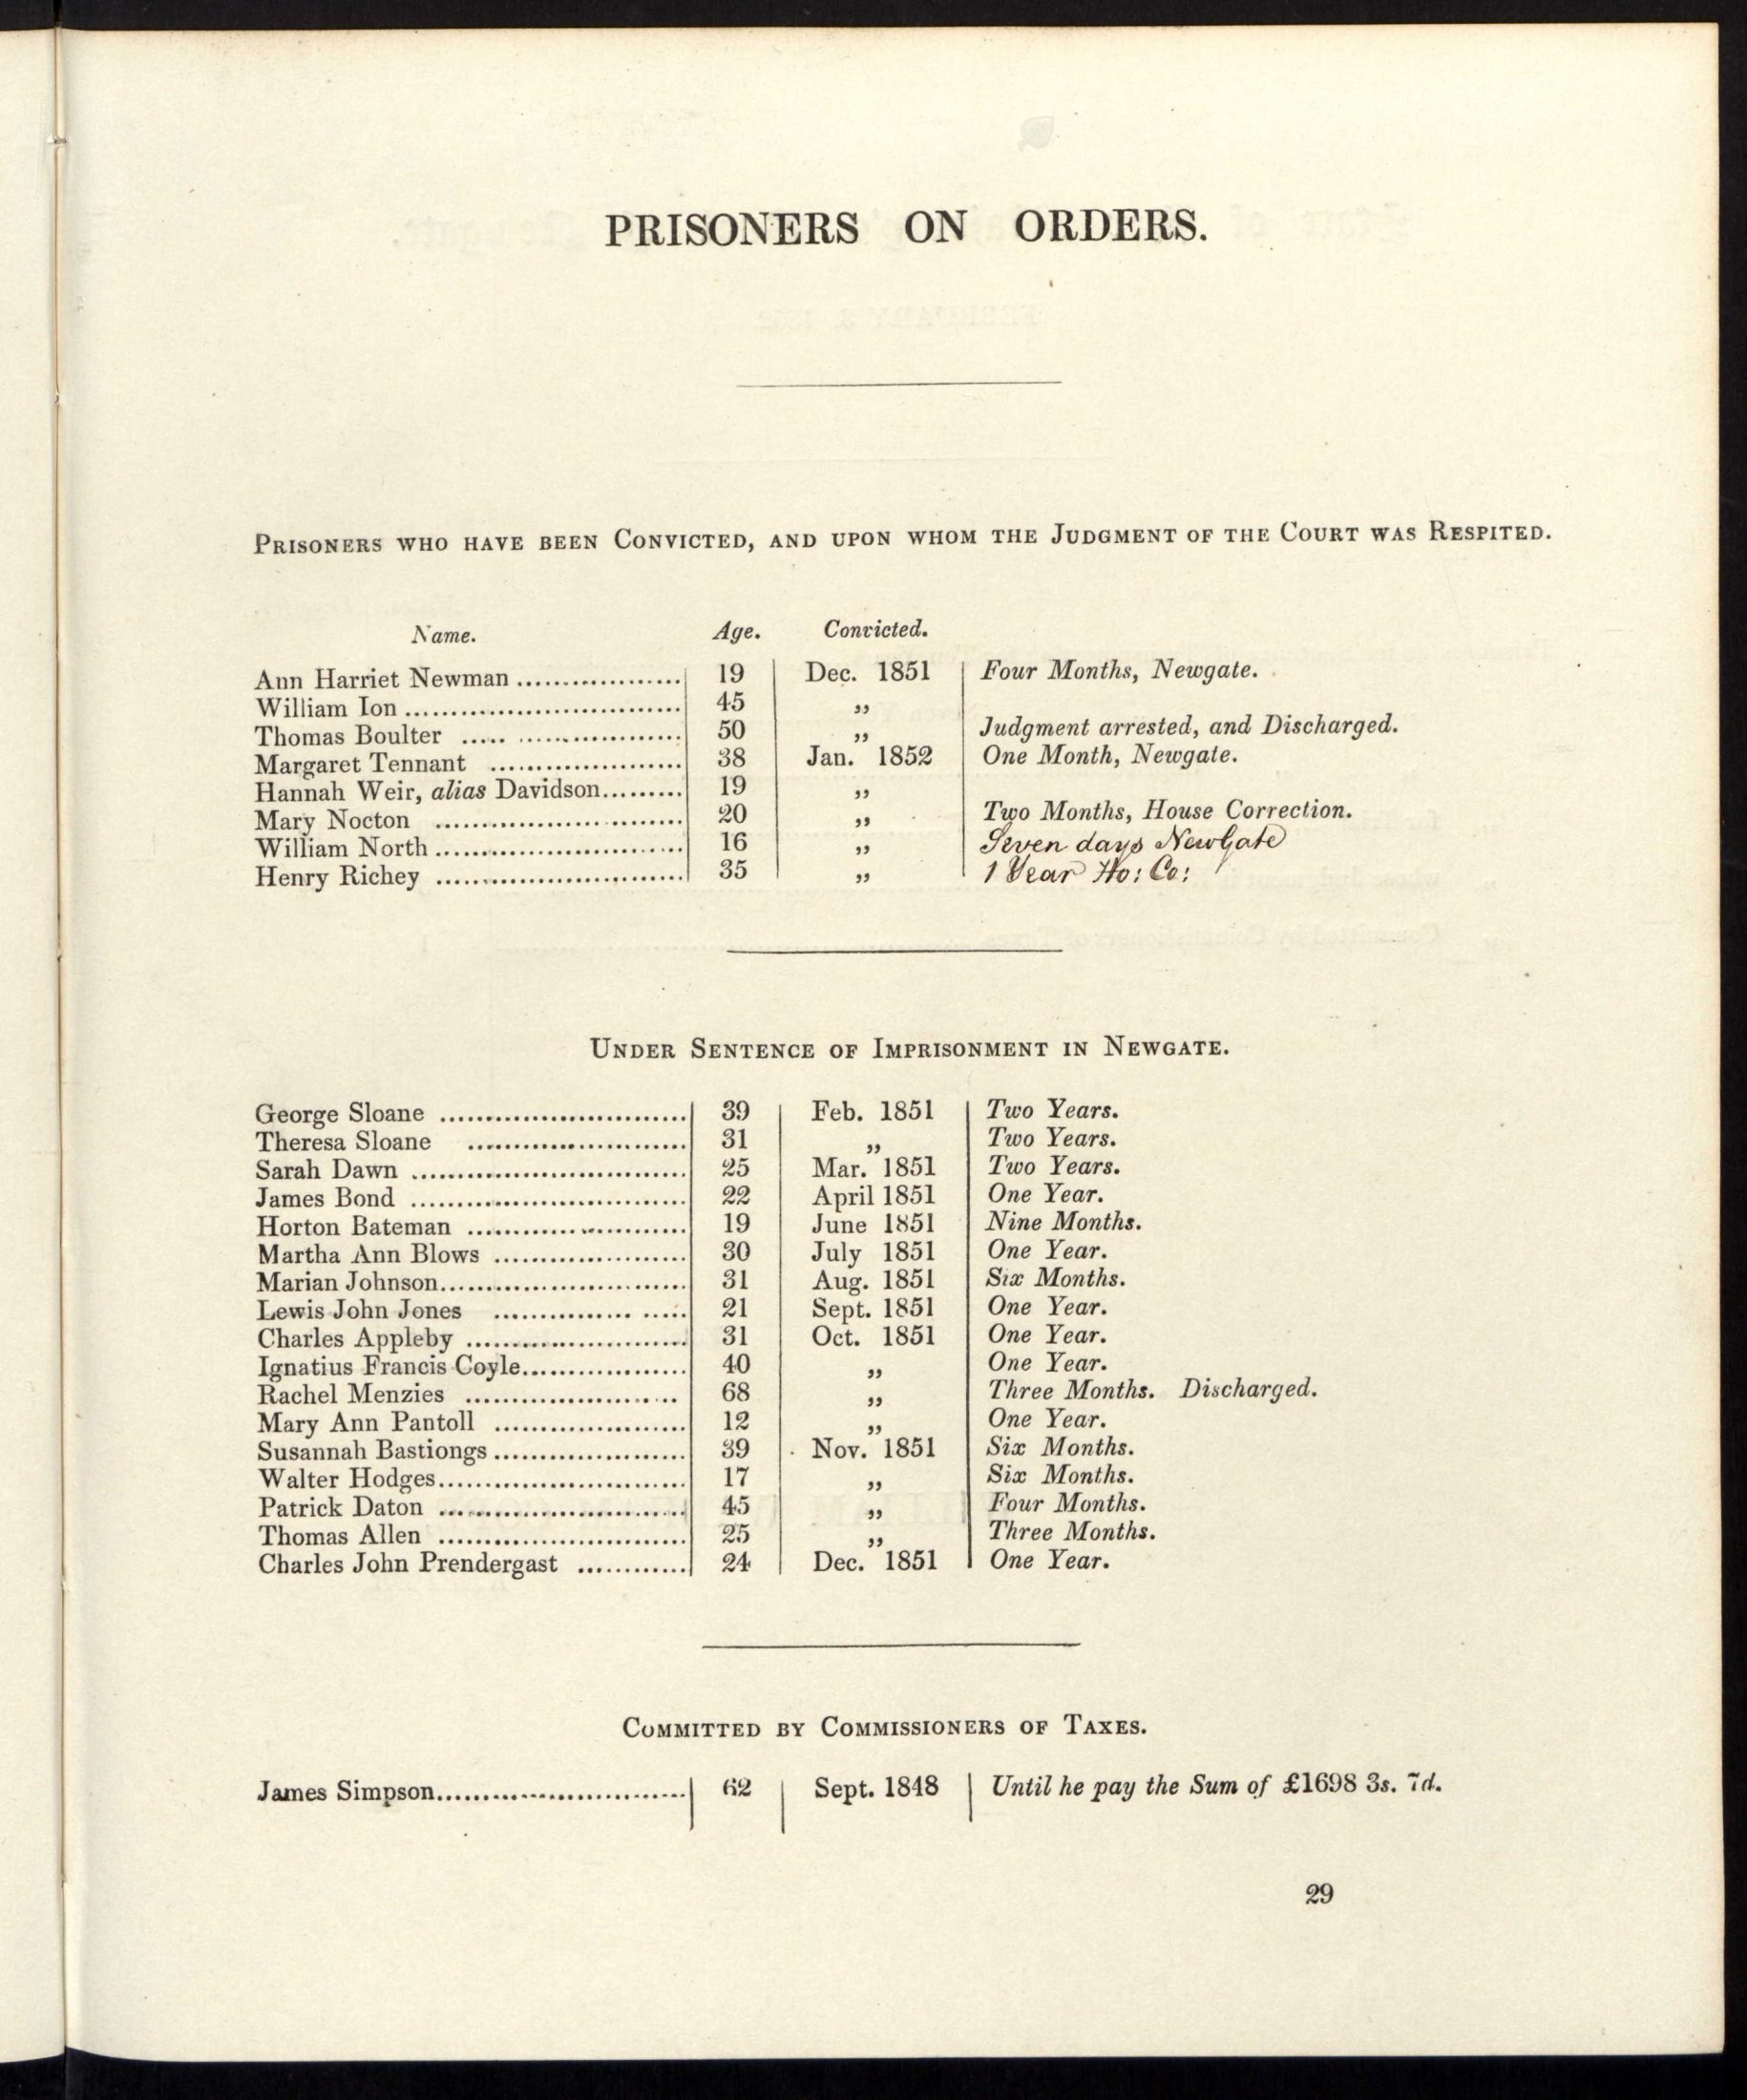 PRISONERS ON ORDERS.
PRISONERS WHO HAVE BEEN CONVICTED, AND UPON WHOM THE JUDGMENT OF THE COURT WAS RESPITED.
Name. Age. Convicted.
Ann Harriet Newman .................. 19 Dec. 1851 Four Months, Newgate.
William Ion .............................. 45 ,,
Thomas Boulter ..... .................. 50 ,, Judgment arrested, and Discharged.
Margaret Tennant ..................... 38 Jan. 1852 One Month, Newgate.
Hannah Weir, alias Davidson......... 19 ,,
Mary Nocton ........................... 20 ,, Two Months, House Correction.
William North ........................... 16 ,, Seven days NewGate
Henry Richey ........................... 35 ,, 1 Year Ho: Co:
UNDER SENTENCE OF IMPRISONMENT IN NEWGATE.
George Sloane ........................... 39 Feb. 1851 Two Years.
Theresa Sloane ........................ 31 ,, Two Years.
Sarah Dawn .............................. 25 Mar. 1851 Two Years.
James Bond .............................. 22 April 1851 One Year.
Horton Bateman ........................ 19 June 1851 Nine Months.
Martha Ann Blows ..................... 30 July 1851 One Year.
Marian Johnson........................... 31 Aug. 1851 Six Months.
Lewis John Jones ............... ..... 21 Sept. 1851 One Year.
Charles Appleby ........................ 31 Oct. 1851 One Year.
Ignatius Francis Coyle.................. 40 ,, One Year.
Rachel Menzies ........................ 68 ,, Three Months. Discharged.
Mary Ann Pantoll ..................... 12 ,, One Year.
Susannah Bastiongs ..................... 39 Nov. 1851 Six Months.
Walter Hodges........................... 17 ,, Six Months.
Patrick Daton ........................... 45 ,, Four Months.
Thomas Allen ........................... 25 ,, Three Months.
Charles John Prendergast ............ 24 Dec. 1851 One Year.
COMMITTED BY COMMISSIONERS OF TAXES.
James Simpson........................... 62 Sept. 1848 Until he pay the Sum of £1698 3s. 7d.
29